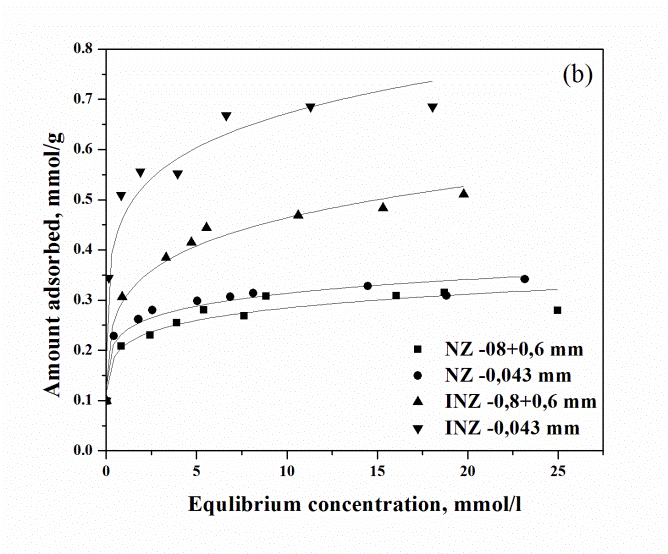 (b)
0.8
0.7
0.6
0.5
0.4
0.3
0.2
0.1
0.0
Amount adsorbed, mmol/g
NZ -08+0,6 mm
NZ -0,043 mm
INZ -0,8+0,6 mm
INZ -0,043 mm
0 5 10 15 20 25
Equlibrium concentration, mmol/l